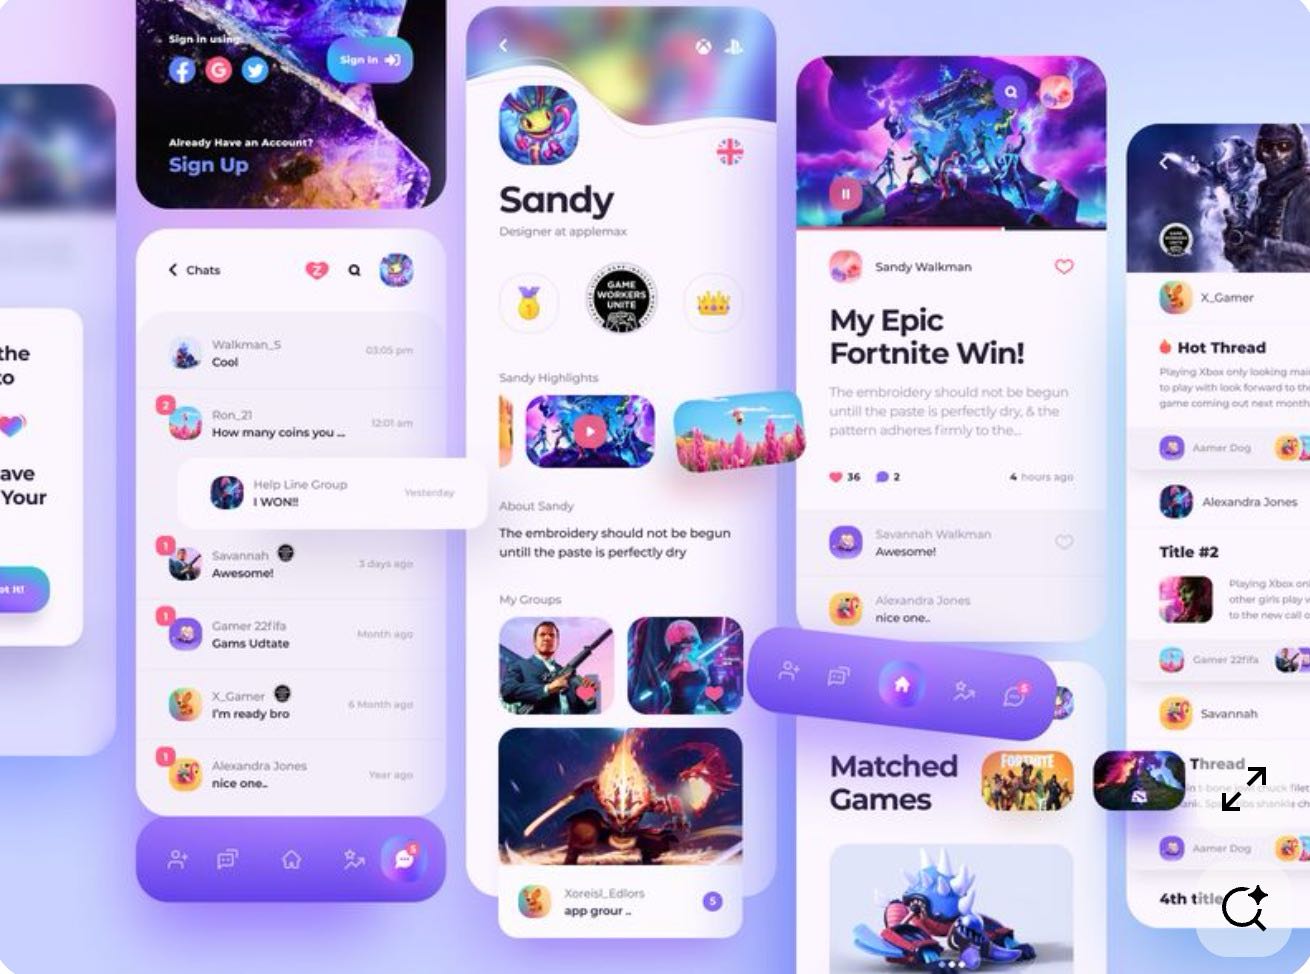 the
to
ave
Your
ot It!
Sign in using
Sign In
Already Have an Account?
Sign Up
Chats
Walkman_S
Cool
03:05 pm
2
Ron_21
How many coins you ...
12:01 am
Help Line Group
I WON!!
Yesterday
1
Savannah
Awesome!
3 days ago
1
Gamer 22fifa
Gams Udtate
Month ago
X_Gamer
I'm ready bro
6 Month ago
1
Alexandra Jones
nice one..
Year ago
5
Sandy
Designer at applemax
GAME
WORKERS
UNITE
Sandy Highlights
About Sandy
The embroidery should not be begun
untill the paste is perfectly dry
My Groups
Xoreisl_Edlors
app grour ..
5
Sandy Walkman
My Epic
Fortnite Win!
The embroidery should not be begun
untill the paste is perfectly dry, & the
pattern adheres firmly to the...
36
2
4 hours ago
Savannah Walkman
Awesome!
Alexandra Jones
nice one..
5
Matched
Games
FORTNITE
GAME
WORKERS
UNITE
X_Gamer
Hot Thread
Playing Xbox only looking mai
to play with look forward to the
game coming out next month
Aamer Dog
Alexandra Jones
Title #2
Playing Xbox onl
other girls play v
to the new call o
Gamer 22fifa
Savannah
Thread
Aamer Dog
4th title